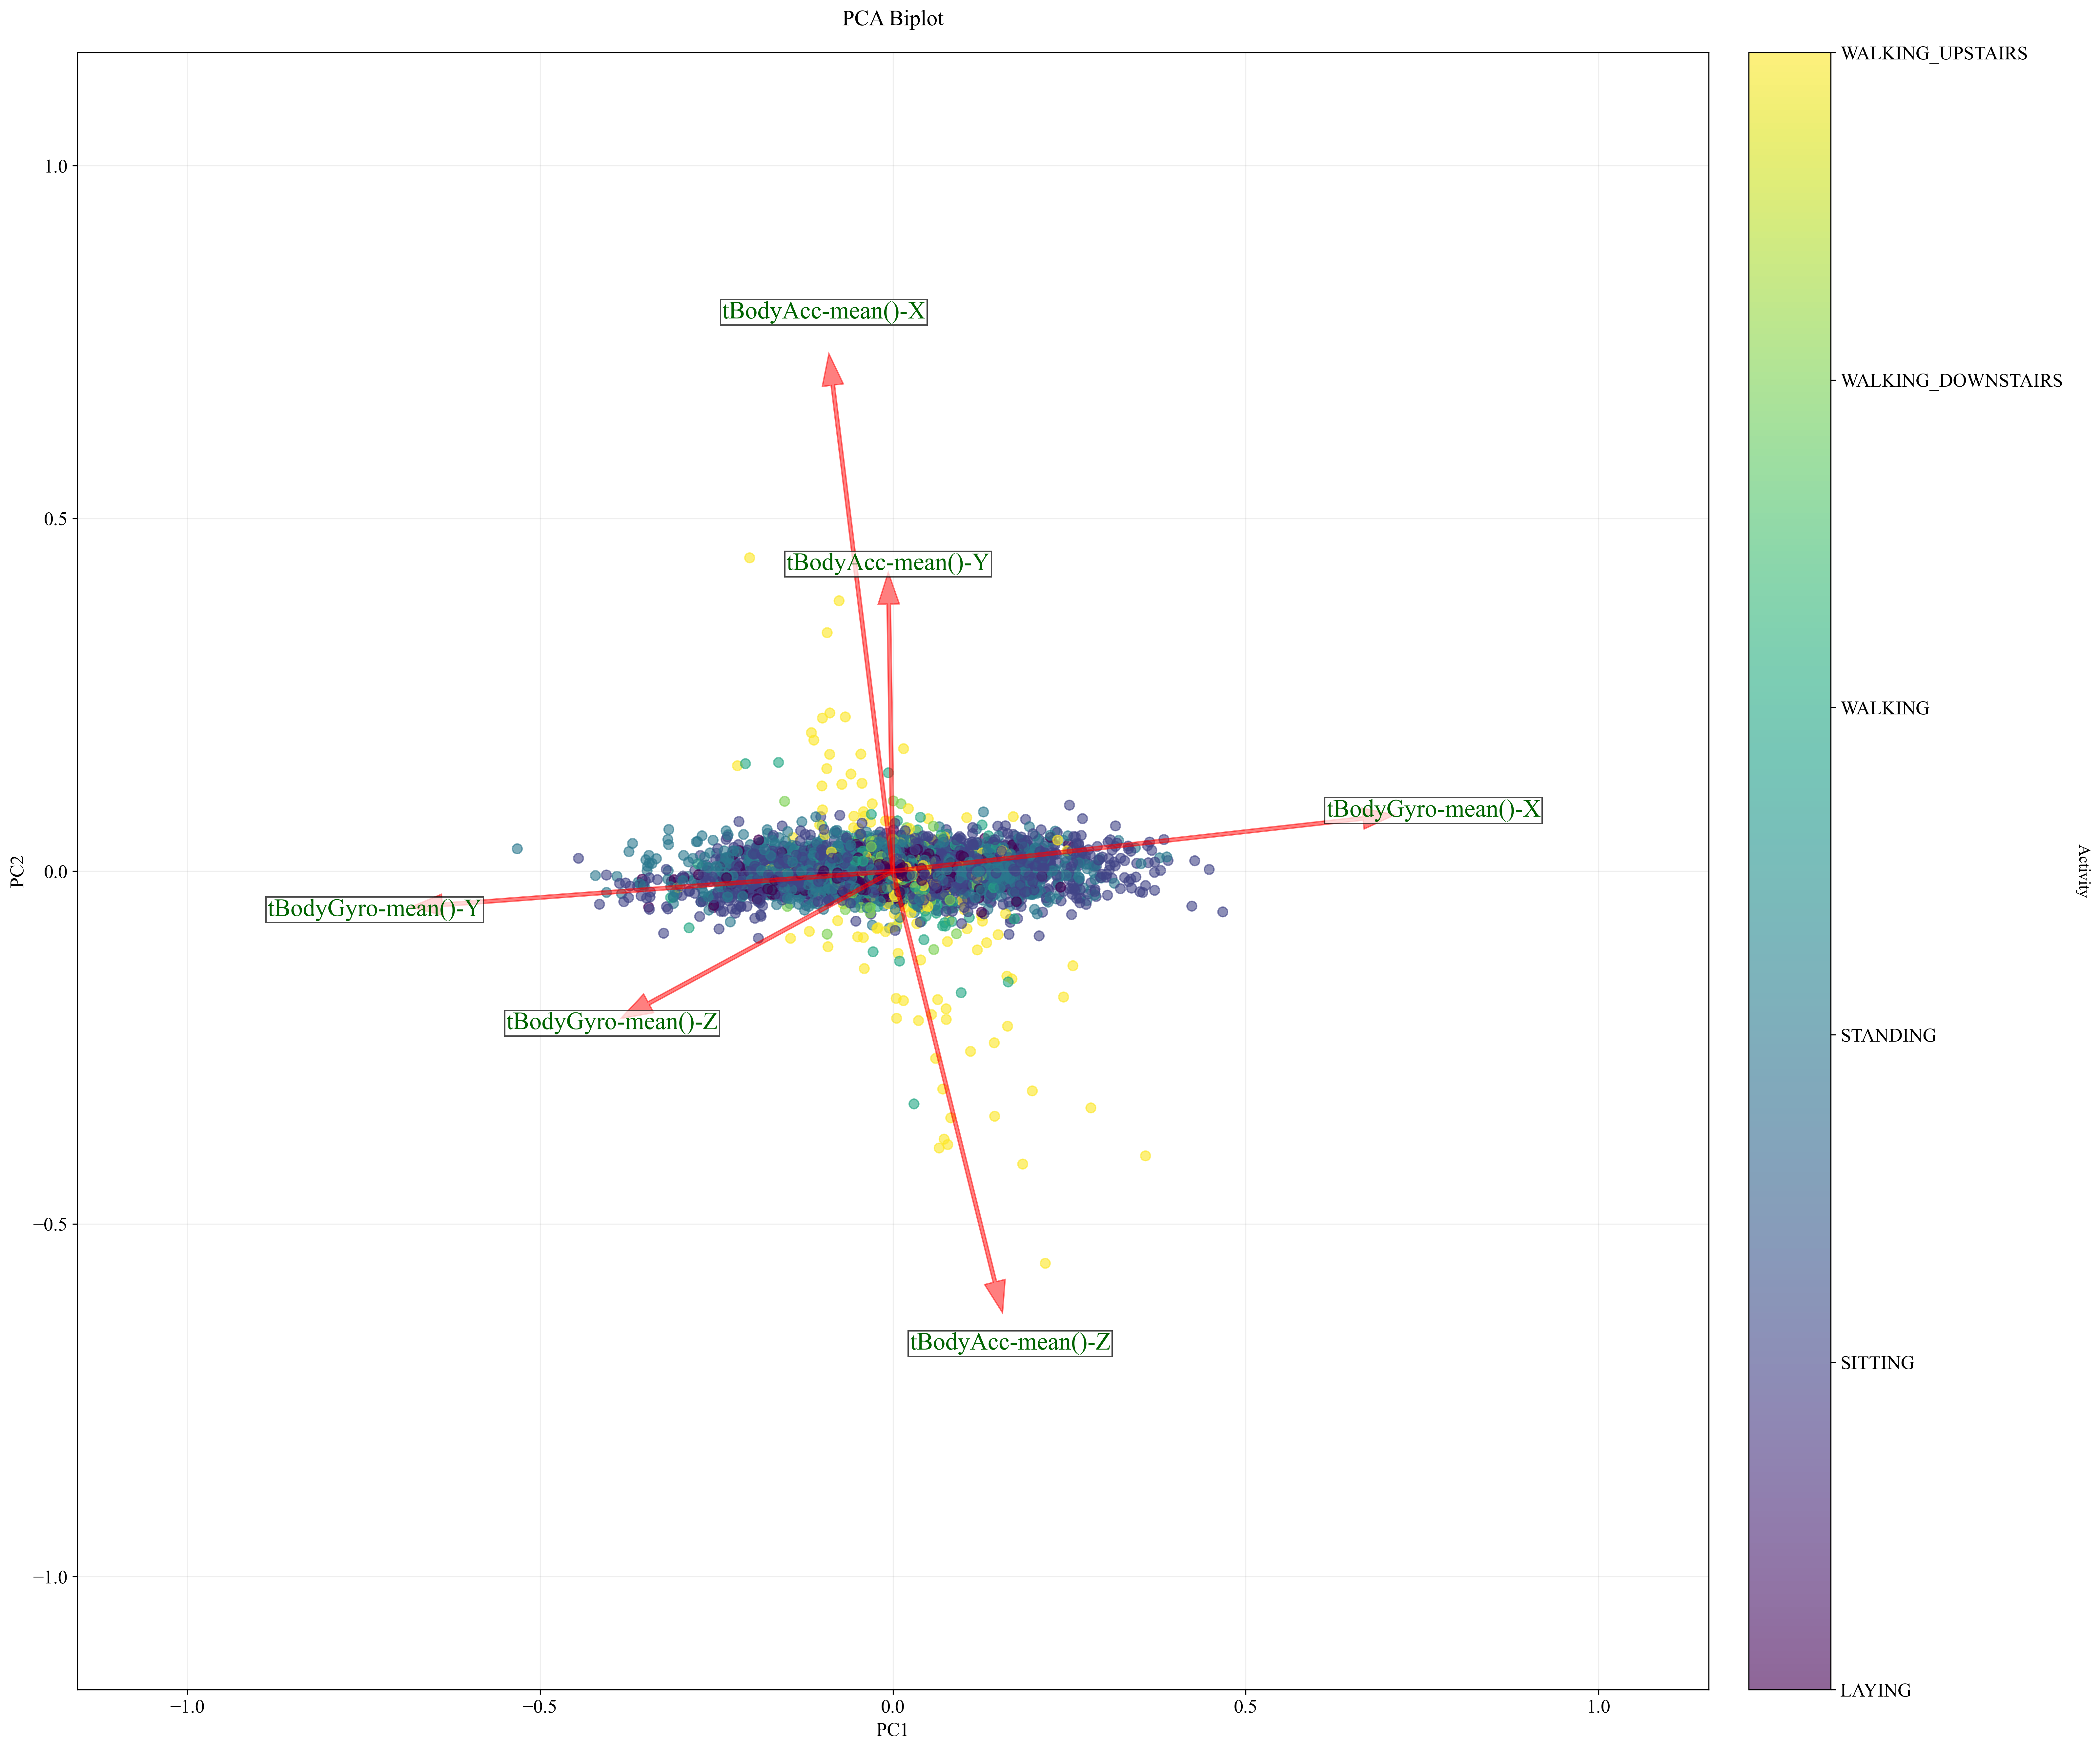 PCA Biplot
WALKING_UPSTAIRS
WALKING_DOWNSTAIRS
WALKING
STANDING
SITTING
LAYING
Activity
1.0
0.5
0.0
−0.5
−1.0
PC2
tBodyAcc-mean()-X
tBodyAcc-mean()-Y
tBodyGyro-mean()-X
tBodyGyro-mean()-Y
tBodyGyro-mean()-Z
tBodyAcc-mean()-Z
−1.0
−0.5
0.0
0.5
1.0
PC1